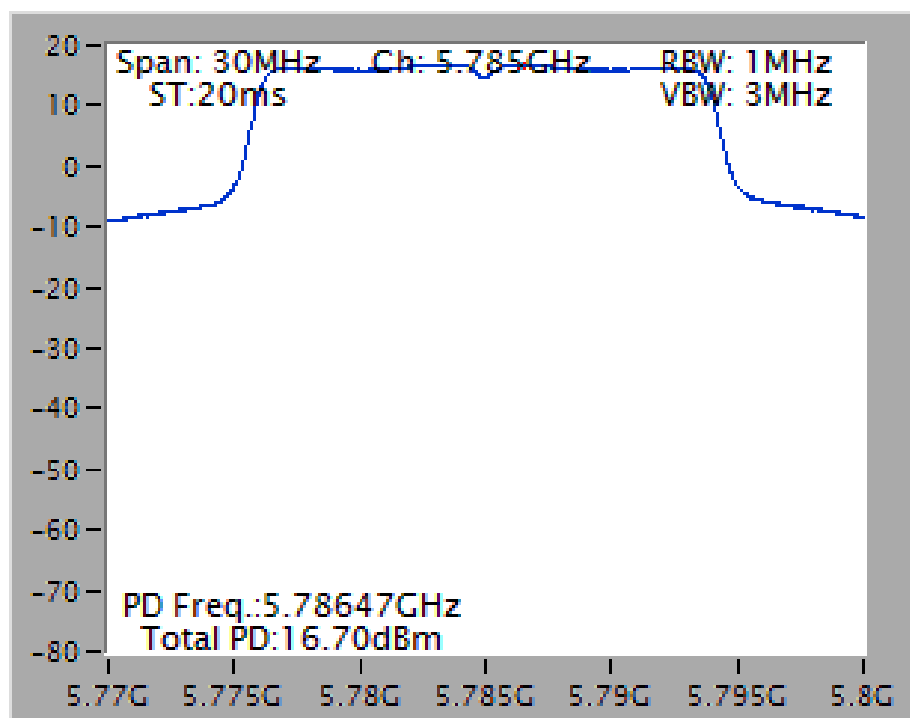 20
Span: 30MHz Ch: 5.785GHz RBW: 1MHz
ST:20ms VBW: 3MHz
10
0
-10
-20
-30
-40
-50
-60
-70
PD Freq.:5.78647GHz
Total PD:16.70dBm
-80
5.77G 5.775G 5.78G 5.785G 5.79G 5.795G 5.8G